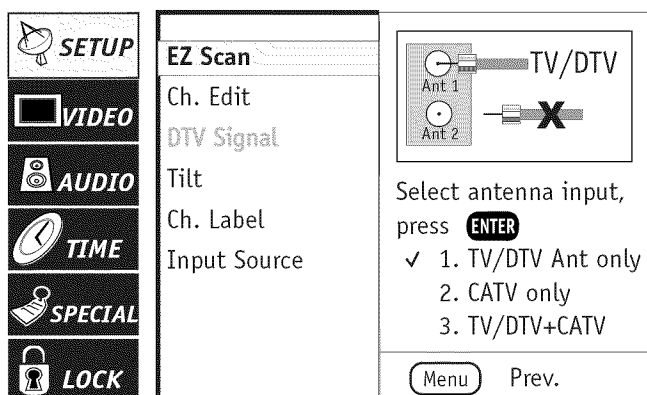 SETUP
VIDEO
AUDIO
TIME
SPECIAL
LOCK
EZ Scan
Ch. Edit
DTV Signal
Tilt
Ch. Label
Input Source
TV/DTV
Ant 1
X
Ant 2
Select antenna input,
press ENTER
✓ 1. TV/DTV Ant only
2. CATV only
3. TV/DTV+CATV
Menu Prev.